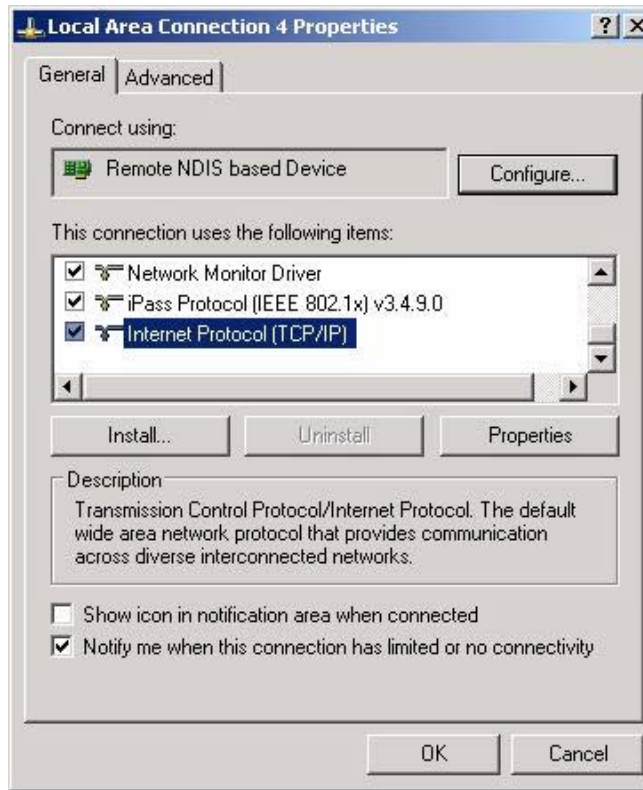 Local Area Connection 4 Properties
General
Advanced
Connect using:
Remote NDIS based Device
Configure...
This connection uses the following items:
Network Monitor Driver
iPass Protocol (IEEE 802.1x) v3.4.9.0
Internet Protocol (TCP/IP)
Install...
Uninstall
Properties
Description
Transmission Control Protocol/Internet Protocol. The default
wide area network protocol that provides communication
across diverse interconnected networks.
Show icon in notification area when connected
Notify me when this connection has limited or no connectivity
OK
Cancel